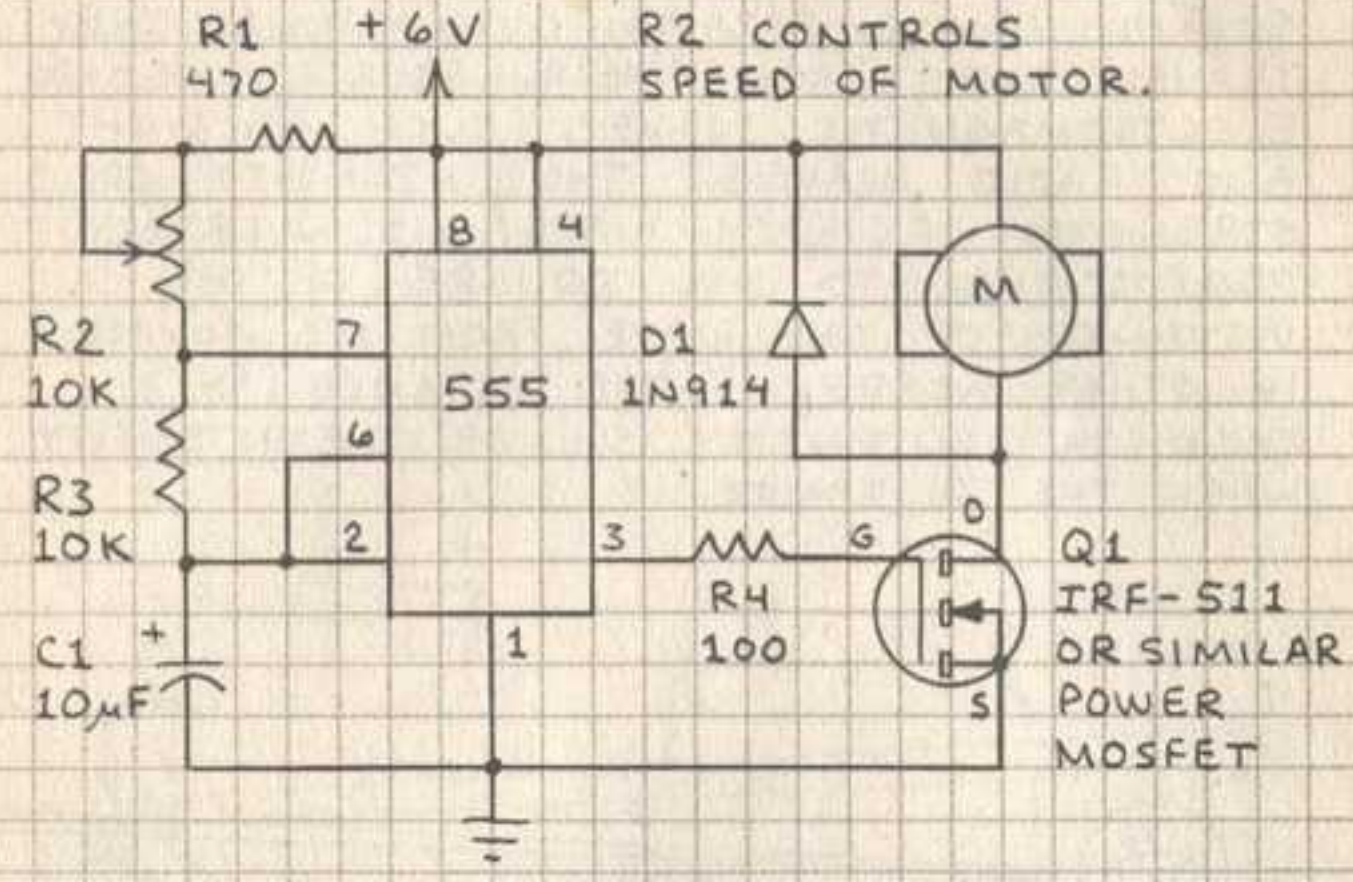 R1
470
+6V
R2 CONTROLS
SPEED OF MOTOR.
8
4
R2
10K
7
555
D1
1N914
M
6
R3
10K
2
3
R4
100
G
D
S
Q1
IRF-511
OR SIMILAR
POWER
MOSFET
C1
10µF
+
1